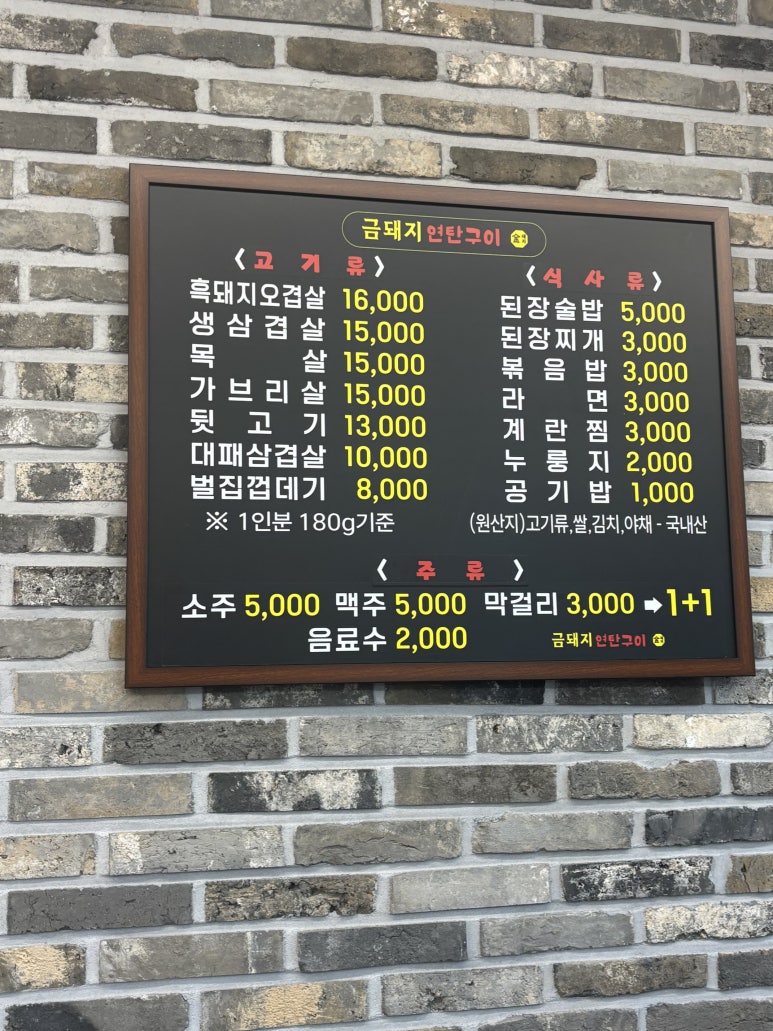 금돼지연탄구이
〈고 기 류〉
흑돼지오겹살 16,000
생삼겹살 15,000
목 살 15,000
가브리살 15,000
뒷 고 기 13,000
대패삼겹살 10,000
벌집껍데기 8,000
※ 1인분 180g기준
〈식 사 류〉
된장술밥 5,000
된장찌개 3,000
볶 음 밥 3,000
라 면 3,000
계 란 찜 3,000
누 룽 지 2,000
공 기 밥 1,000
(원산지)고기류,쌀,김치,야채 - 국내산
〈 주 류 〉
소주 5,000 맥주 5,000 막걸리 3,000 ➡1+1
음료수 2,000
금돼지연탄구이